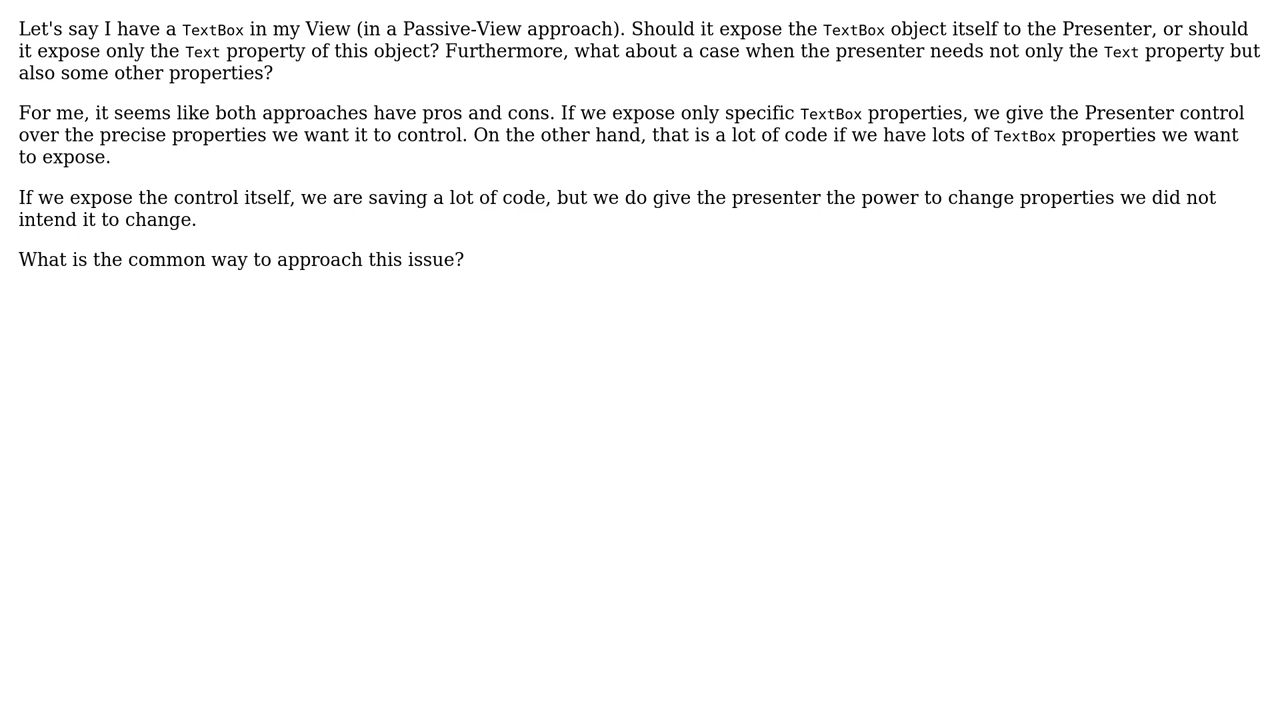 Let's say I have a TextBox in my View (in a Passive-View approach). Should it expose the TextBox object itself to the Presenter, or should
it expose only the Text property of this object? Furthermore, what about a case when the presenter needs not only the Text property but
also some other properties?
For me, it seems like both approaches have pros and cons. If we expose only specific TextBox properties, we give the Presenter control
over the precise properties we want it to control. On the other hand, that is a lot of code if we have lots of TextBox properties we want
to expose.
If we expose the control itself, we are saving a lot of code, but we do give the presenter the power to change properties we did not
intend it to change.
What is the common way to approach this issue?